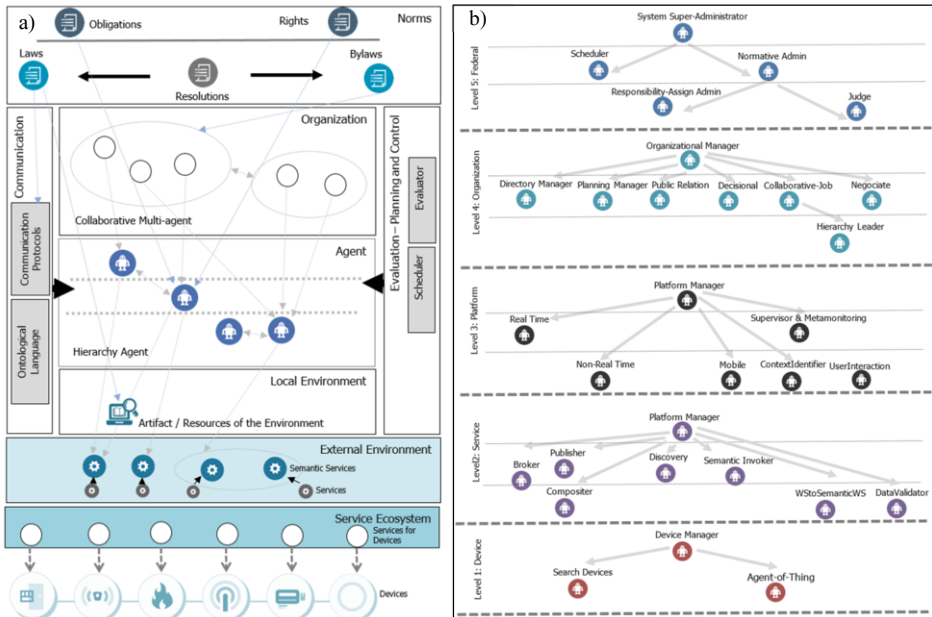 a)
Obligations
Rights
Norms
Laws
Bylaws
Resolutions
Communication
Communication
Protocols
Ontological
Language
Organization
Collaborative Multi-agent
Agent
Hierarchy Agent
Local Environment
Artifact / Resources of the Environment
Evaluation – Planning and Control
Evaluator
Scheduler
External Environment
Semantic Services
Services
Service Ecosystem
Services for
Devices
Devices
b)
Level 5: Federal
System Super-Administrator
Scheduler
Normative Admin
Responsibility-Assign Admin
Judge
Level 4: Organization
Organizational Manager
Directory Manager
Planning Manager
Public Relation
Decisional
Collaborative-Job
Negociate
Hierarchy Leader
Level 3: Platform
Platform Manager
Real Time
Supervisor & Metamonitoring
Non-Real Time
Mobile
ContextIdentifier
UserInteraction
Level2: Service
Platform Manager
Broker
Publisher
Discovery
Semantic Invoker
Compositer
WStoSemanticWS
DataValidator
Level 1: Device
Device Manager
Search Devices
Agent-of-Thing